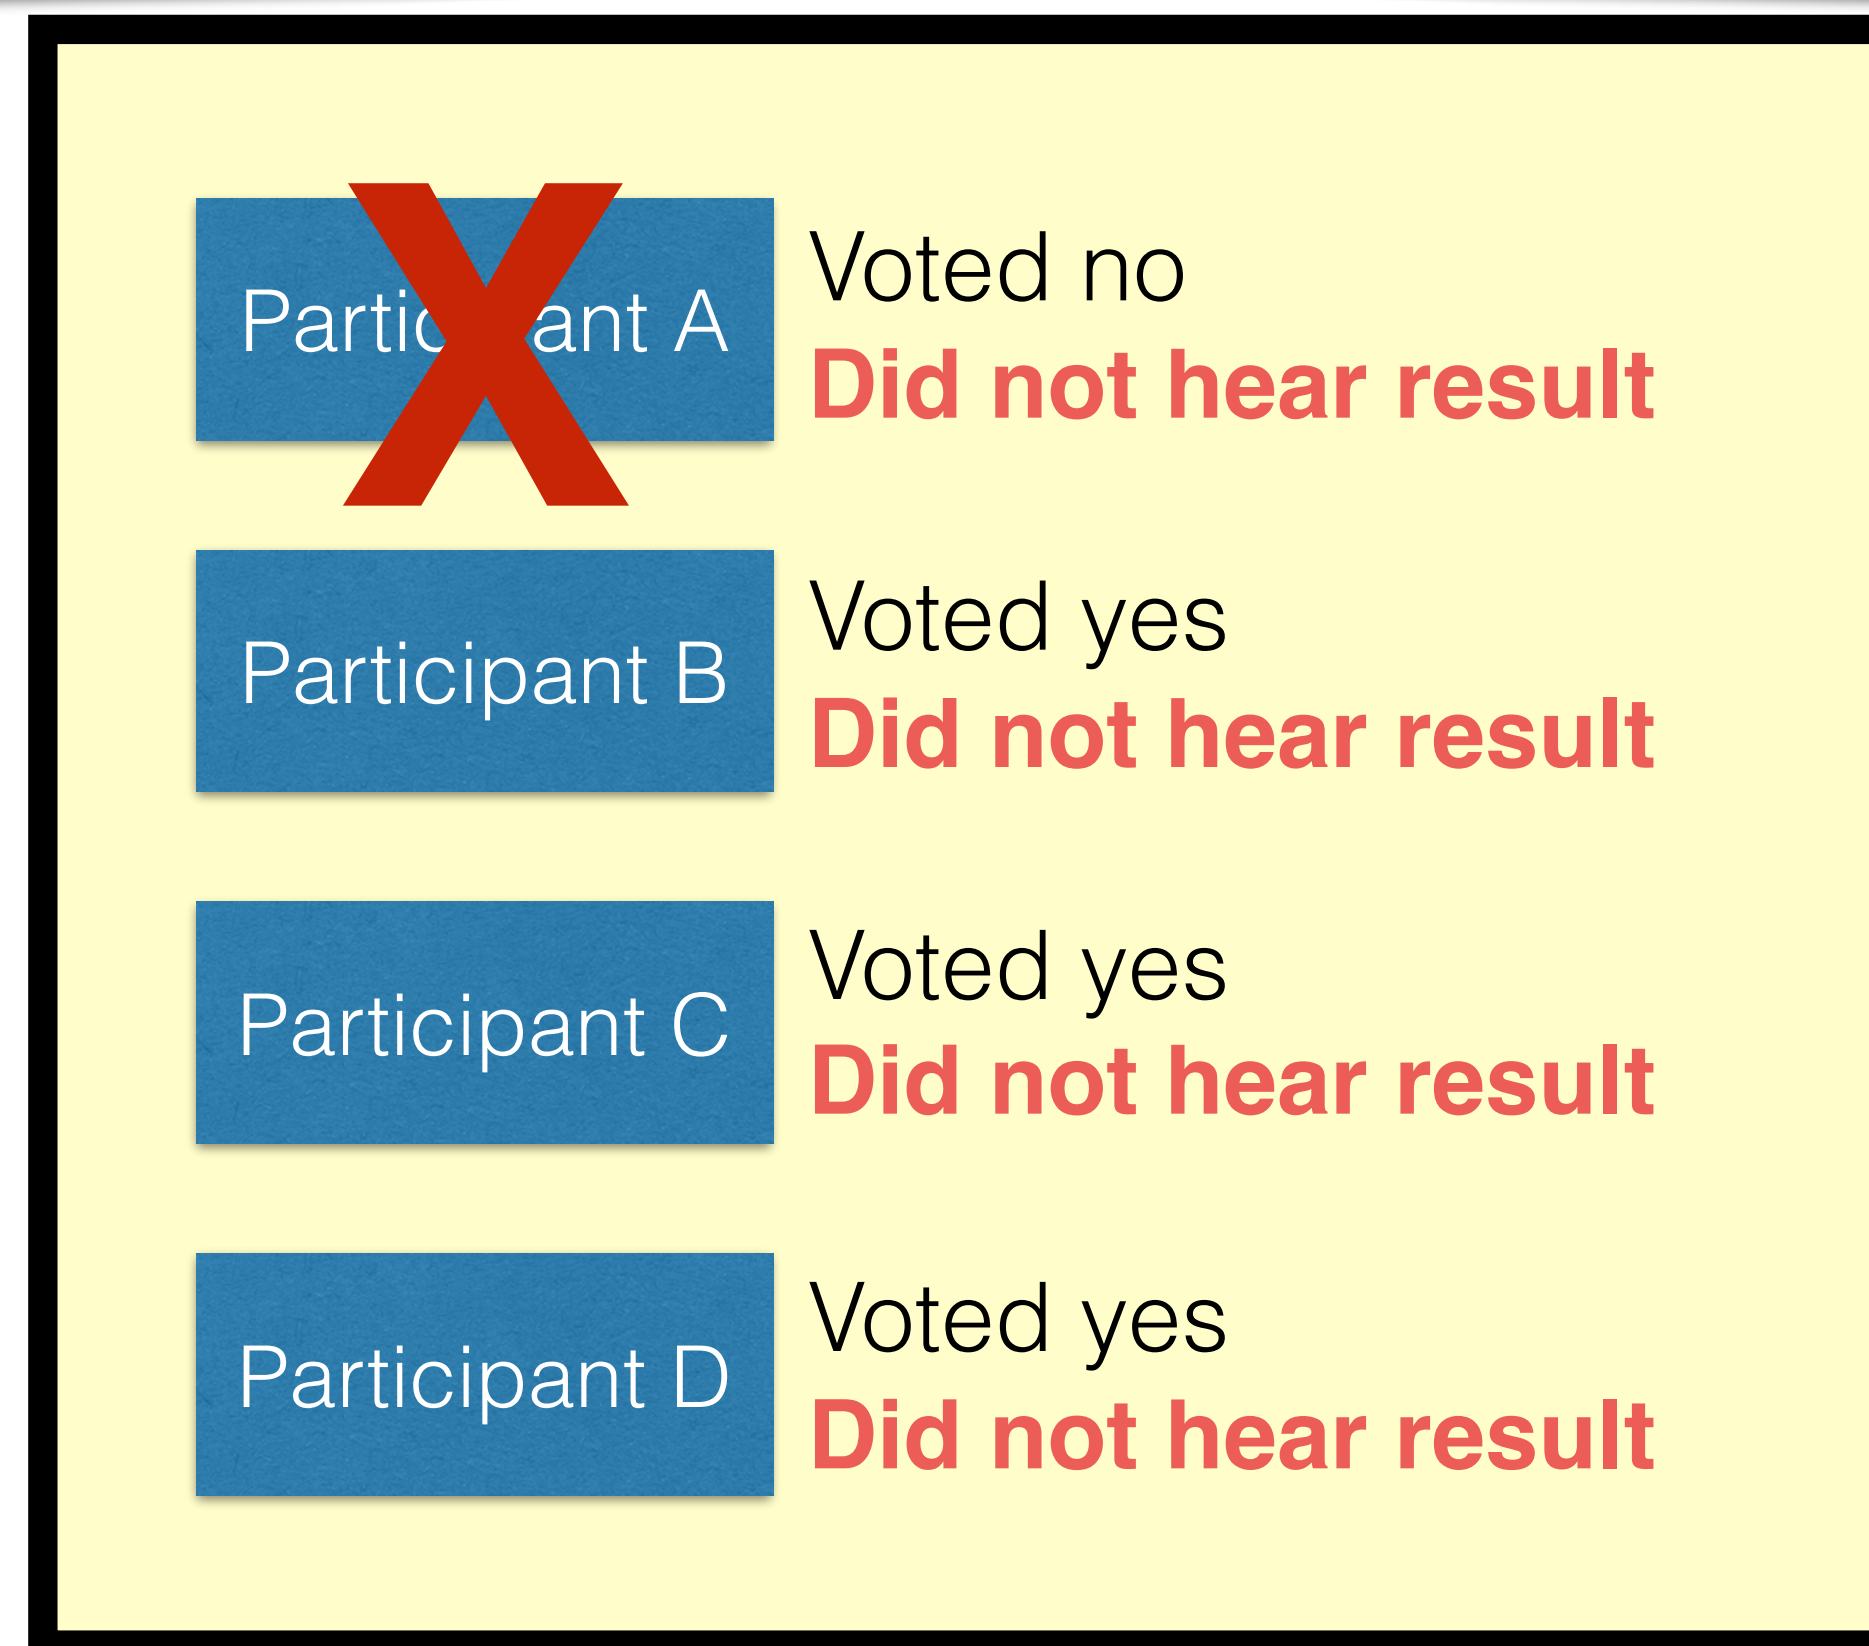 Participant A
Voted no
Did not hear result
Participant B
Voted yes
Did not hear result
Participant C
Voted yes
Did not hear result
Participant D
Voted yes
Did not hear result